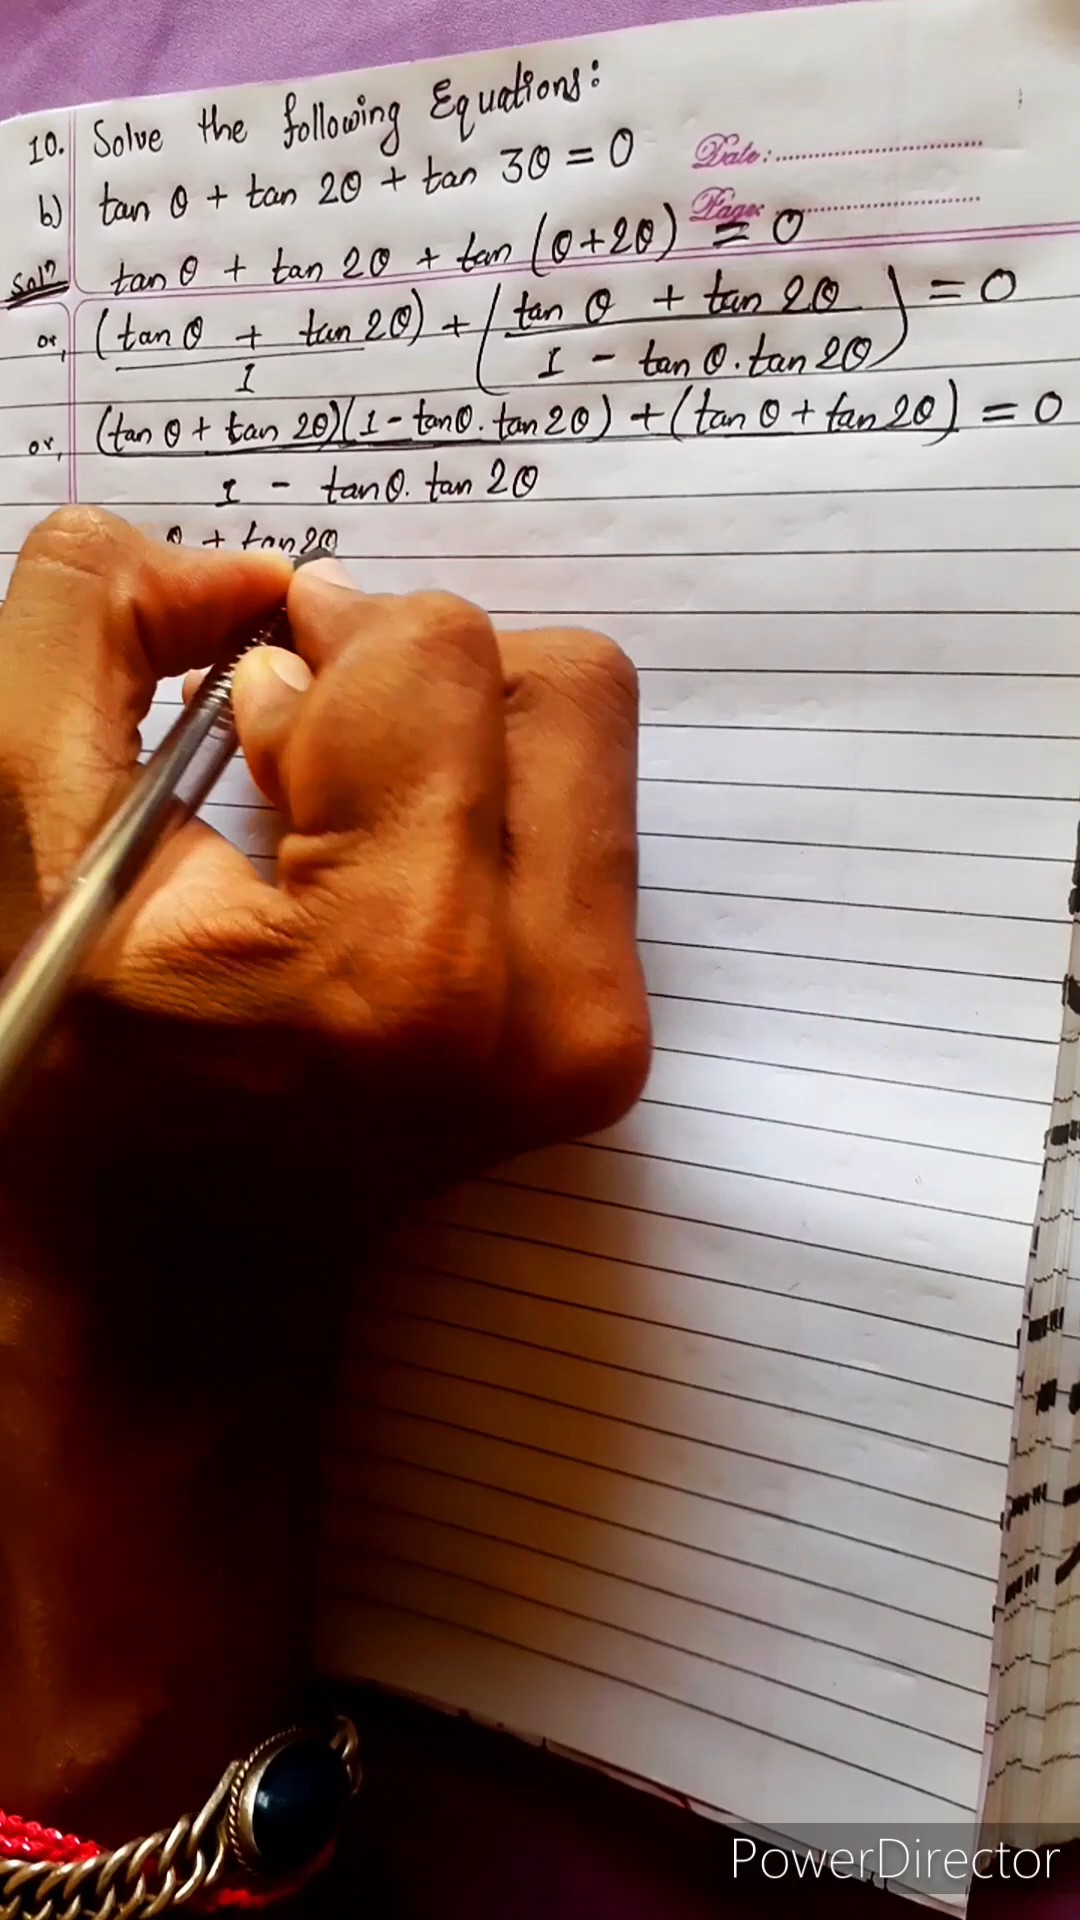 10. Solve the following Equations:
b) tan θ + tan 2θ + tan 3θ = 0
Date:
Page:
Solⁿ tan θ + tan 2θ + tan (θ+2θ) = 0
or, (tan θ + tan 2θ)/1 + ((tan θ + tan 2θ)/(1 - tan θ . tan 2θ)) = 0
or, ((tan θ + tan 2θ)(1 - tan θ . tan 2θ) + (tan θ + tan 2θ))/(1 - tan θ . tan 2θ) = 0
θ + tan 2θ
PowerDirector